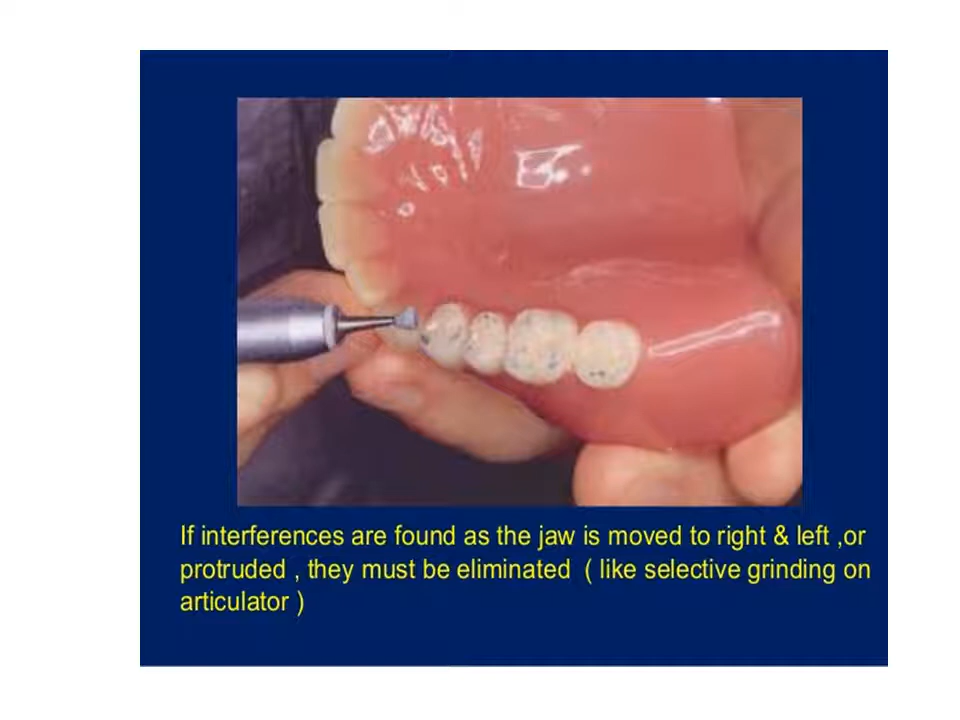 If interferences are found as the jaw is moved to right & left ,or
protruded , they must be eliminated  ( like selective grinding on
articulator )